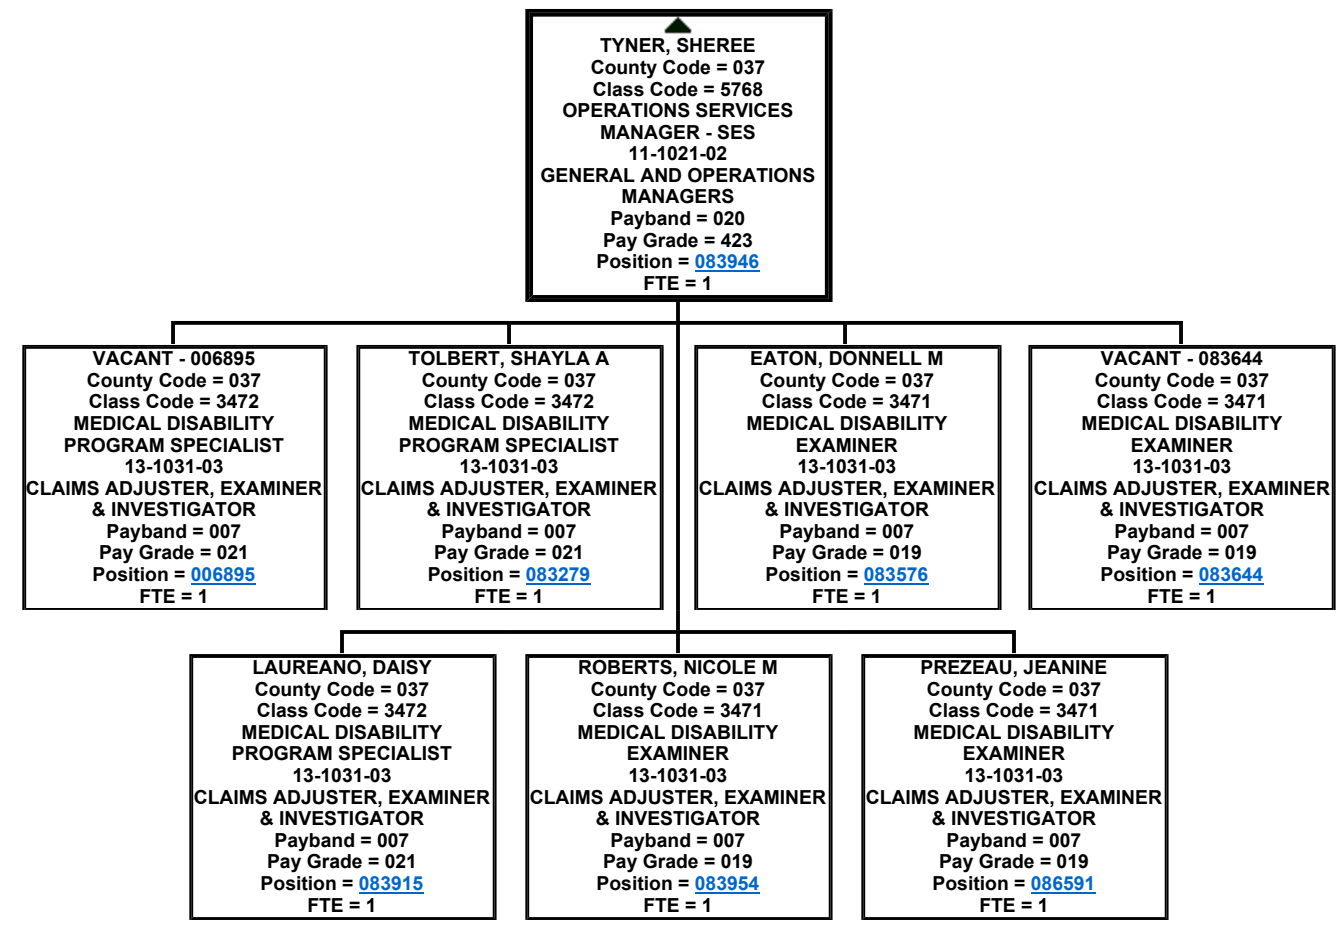 TYNER, SHEREE
County Code = 037
Class Code = 5768
OPERATIONS SERVICES
MANAGER - SES
11-1021-02
GENERAL AND OPERATIONS
MANAGERS
Payband = 020
Pay Grade = 423
Position = 083946
FTE = 1
VACANT - 006895
County Code = 037
Class Code = 3472
MEDICAL DISABILITY
PROGRAM SPECIALIST
13-1031-03
CLAIMS ADJUSTER, EXAMINER
& INVESTIGATOR
Payband = 007
Pay Grade = 021
Position = 006895
FTE = 1
TOLBERT, SHAYLA A
County Code = 037
Class Code = 3472
MEDICAL DISABILITY
PROGRAM SPECIALIST
13-1031-03
CLAIMS ADJUSTER, EXAMINER
& INVESTIGATOR
Payband = 007
Pay Grade = 021
Position = 083279
FTE = 1
EATON, DONNELL M
County Code = 037
Class Code = 3471
MEDICAL DISABILITY
EXAMINER
13-1031-03
CLAIMS ADJUSTER, EXAMINER
& INVESTIGATOR
Payband = 007
Pay Grade = 019
Position = 083576
FTE = 1
VACANT - 083644
County Code = 037
Class Code = 3471
MEDICAL DISABILITY
EXAMINER
13-1031-03
CLAIMS ADJUSTER, EXAMINER
& INVESTIGATOR
Payband = 007
Pay Grade = 019
Position = 083644
FTE = 1
LAUREANO, DAISY
County Code = 037
Class Code = 3472
MEDICAL DISABILITY
PROGRAM SPECIALIST
13-1031-03
CLAIMS ADJUSTER, EXAMINER
& INVESTIGATOR
Payband = 007
Pay Grade = 021
Position = 083915
FTE = 1
ROBERTS, NICOLE M
County Code = 037
Class Code = 3471
MEDICAL DISABILITY
EXAMINER
13-1031-03
CLAIMS ADJUSTER, EXAMINER
& INVESTIGATOR
Payband = 007
Pay Grade = 019
Position = 083954
FTE = 1
PREZEAU, JEANINE
County Code = 037
Class Code = 3471
MEDICAL DISABILITY
EXAMINER
13-1031-03
CLAIMS ADJUSTER, EXAMINER
& INVESTIGATOR
Payband = 007
Pay Grade = 019
Position = 086591
FTE = 1